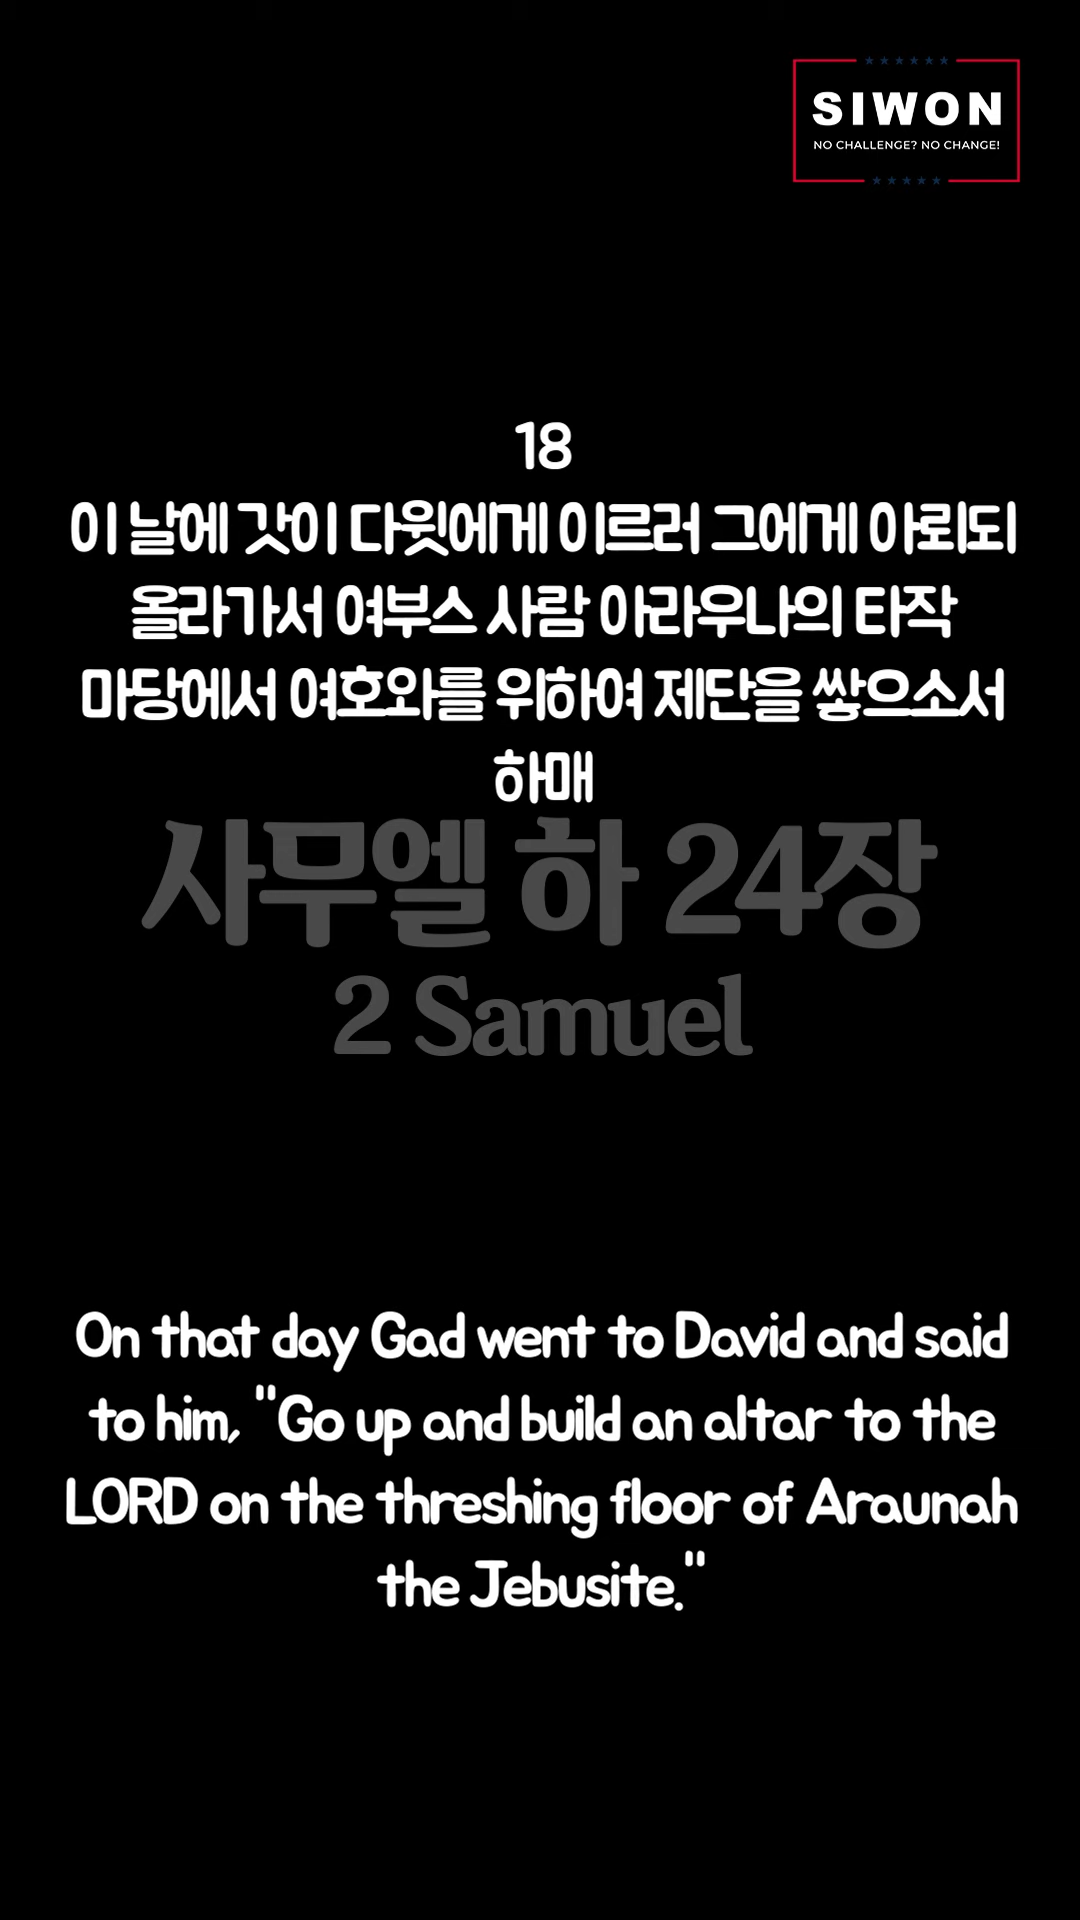 SIWON
NO CHALLENGE? NO CHANGE!
18
이 날에 갓이 다윗에게 이르러 그에게 아뢰되
올라가서 여부스 사람 아라우나의 타작
마당에서 여호와를 위하여 제단을 쌓으소서
하매
사무엘 하 24장
2 Samuel
On that day Gad went to David and said
to him, "Go up and build an altar to the
LORD on the threshing floor of Araunah
the Jebusite."